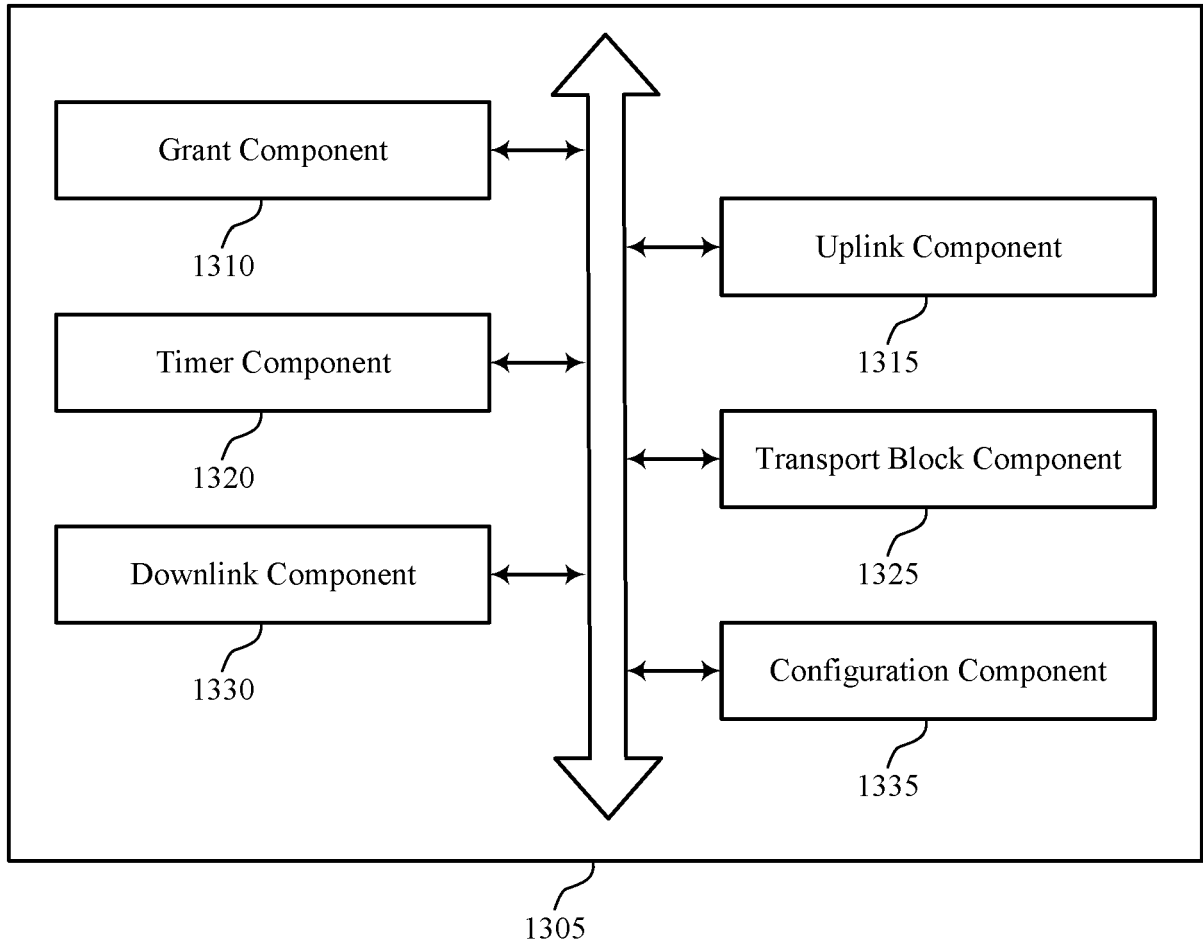 Grant Component
1310
Uplink Component
1315
Timer Component
1320
Transport Block Component
1325
Downlink Component
1330
Configuration Component
1335
1305